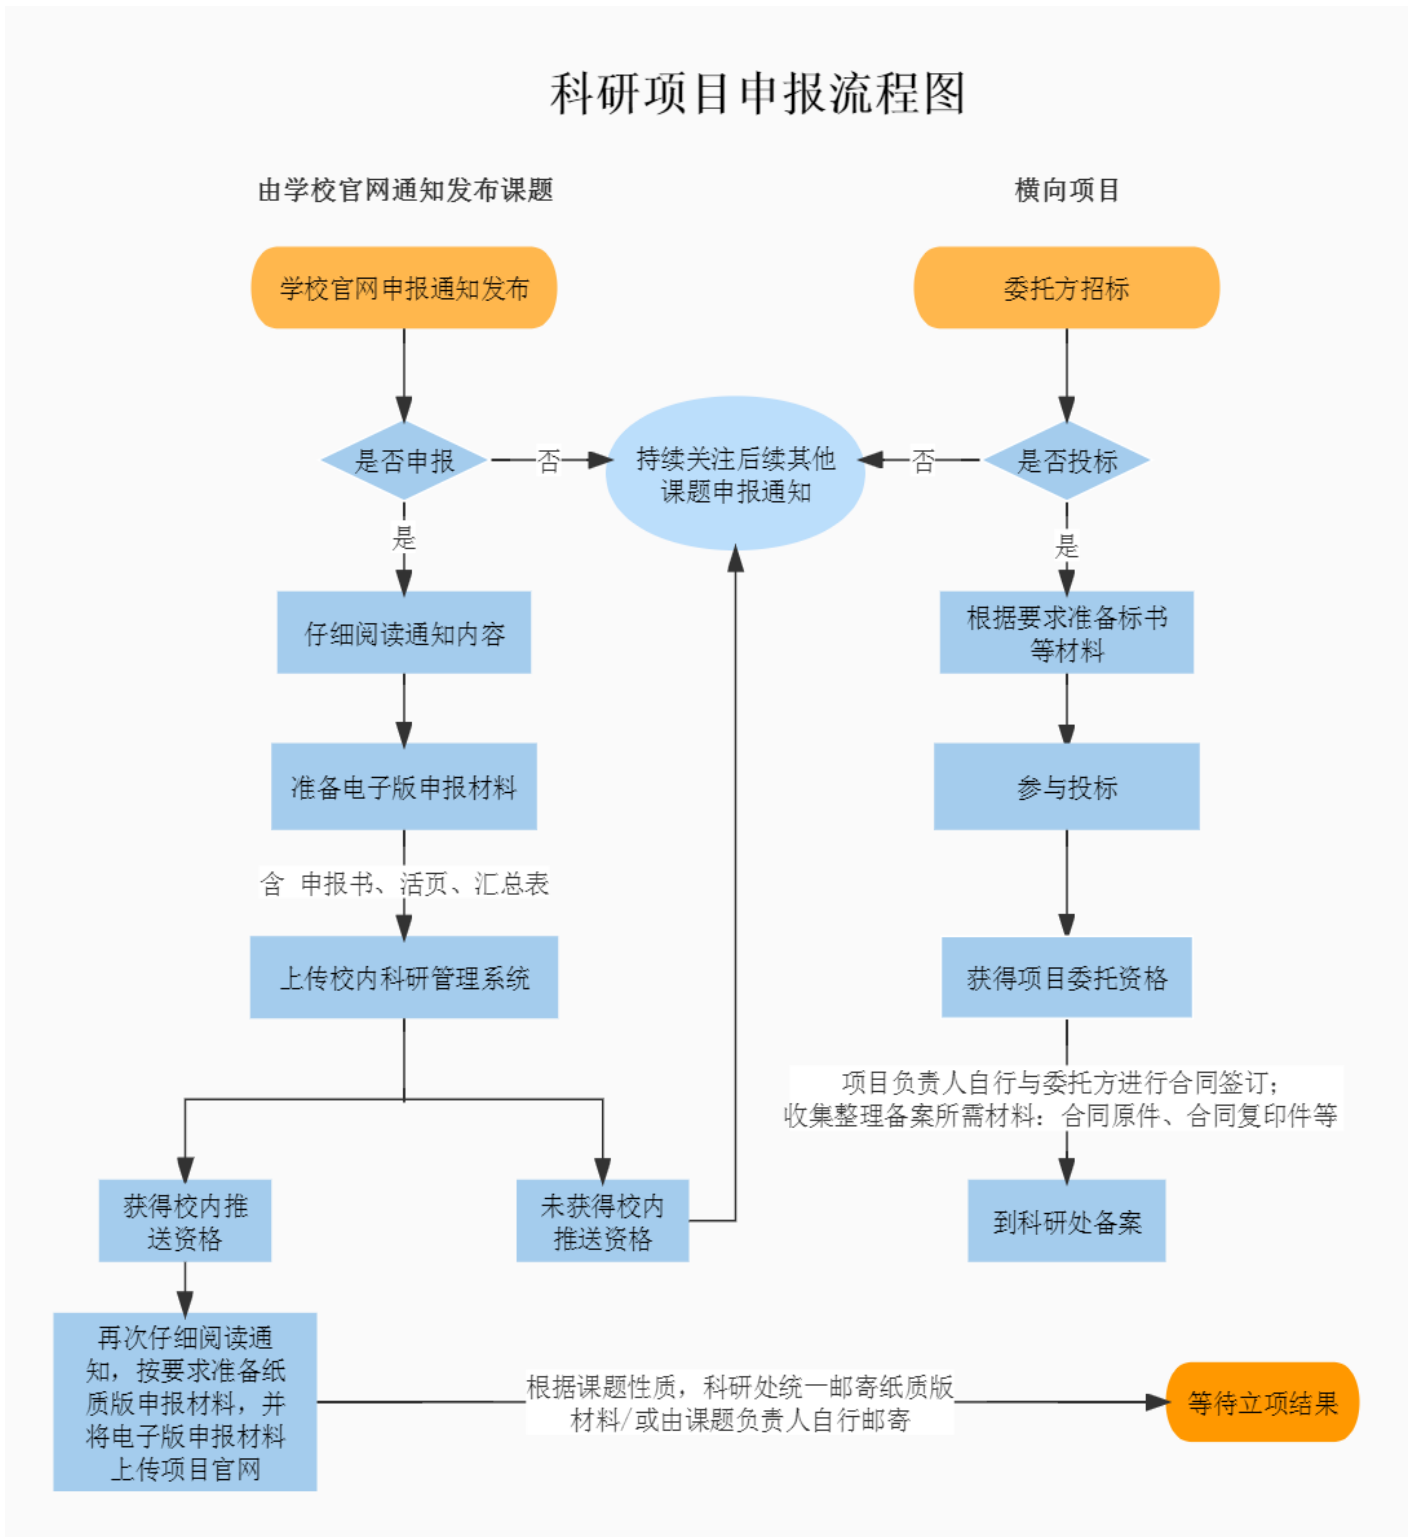 科研项目申报流程图
由学校官网通知发布课题
横向项目
学校官网申报通知发布
委托方招标
是否申报
否
持续关注后续其他
课题申报通知
否
是否投标
是
是
仔细阅读通知内容
根据要求准备标书
等材料
准备电子版申报材料
参与投标
含 申报书、活页、汇总表
上传校内科研管理系统
获得项目委托资格
项目负责人自行与委托方进行合同签订;
收集整理备案所需材料：合同原件、合同复印件等
获得校内推
送资格
未获得校内
推送资格
到科研处备案
再次仔细阅读通
知，按要求准备纸
质版申报材料，并
将电子版申报材料
上传项目官网
根据课题性质，科研处统一邮寄纸质版
材料/或由课题负责人自行邮寄
等待立项结果